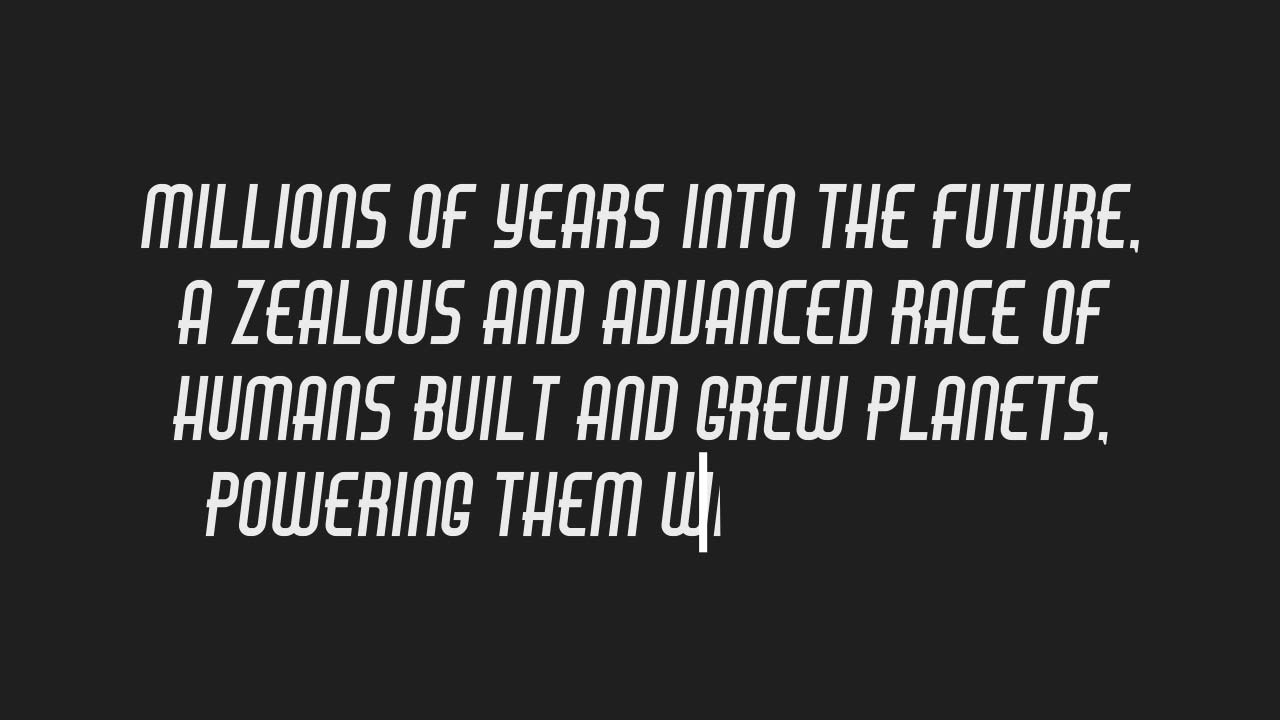 MILLIONS OF YEARS INTO THE FUTURE,
A ZEALOUS AND ADVANCED RACE OF
HUMANS BUILT AND GREW PLANETS,
POWERING THEM